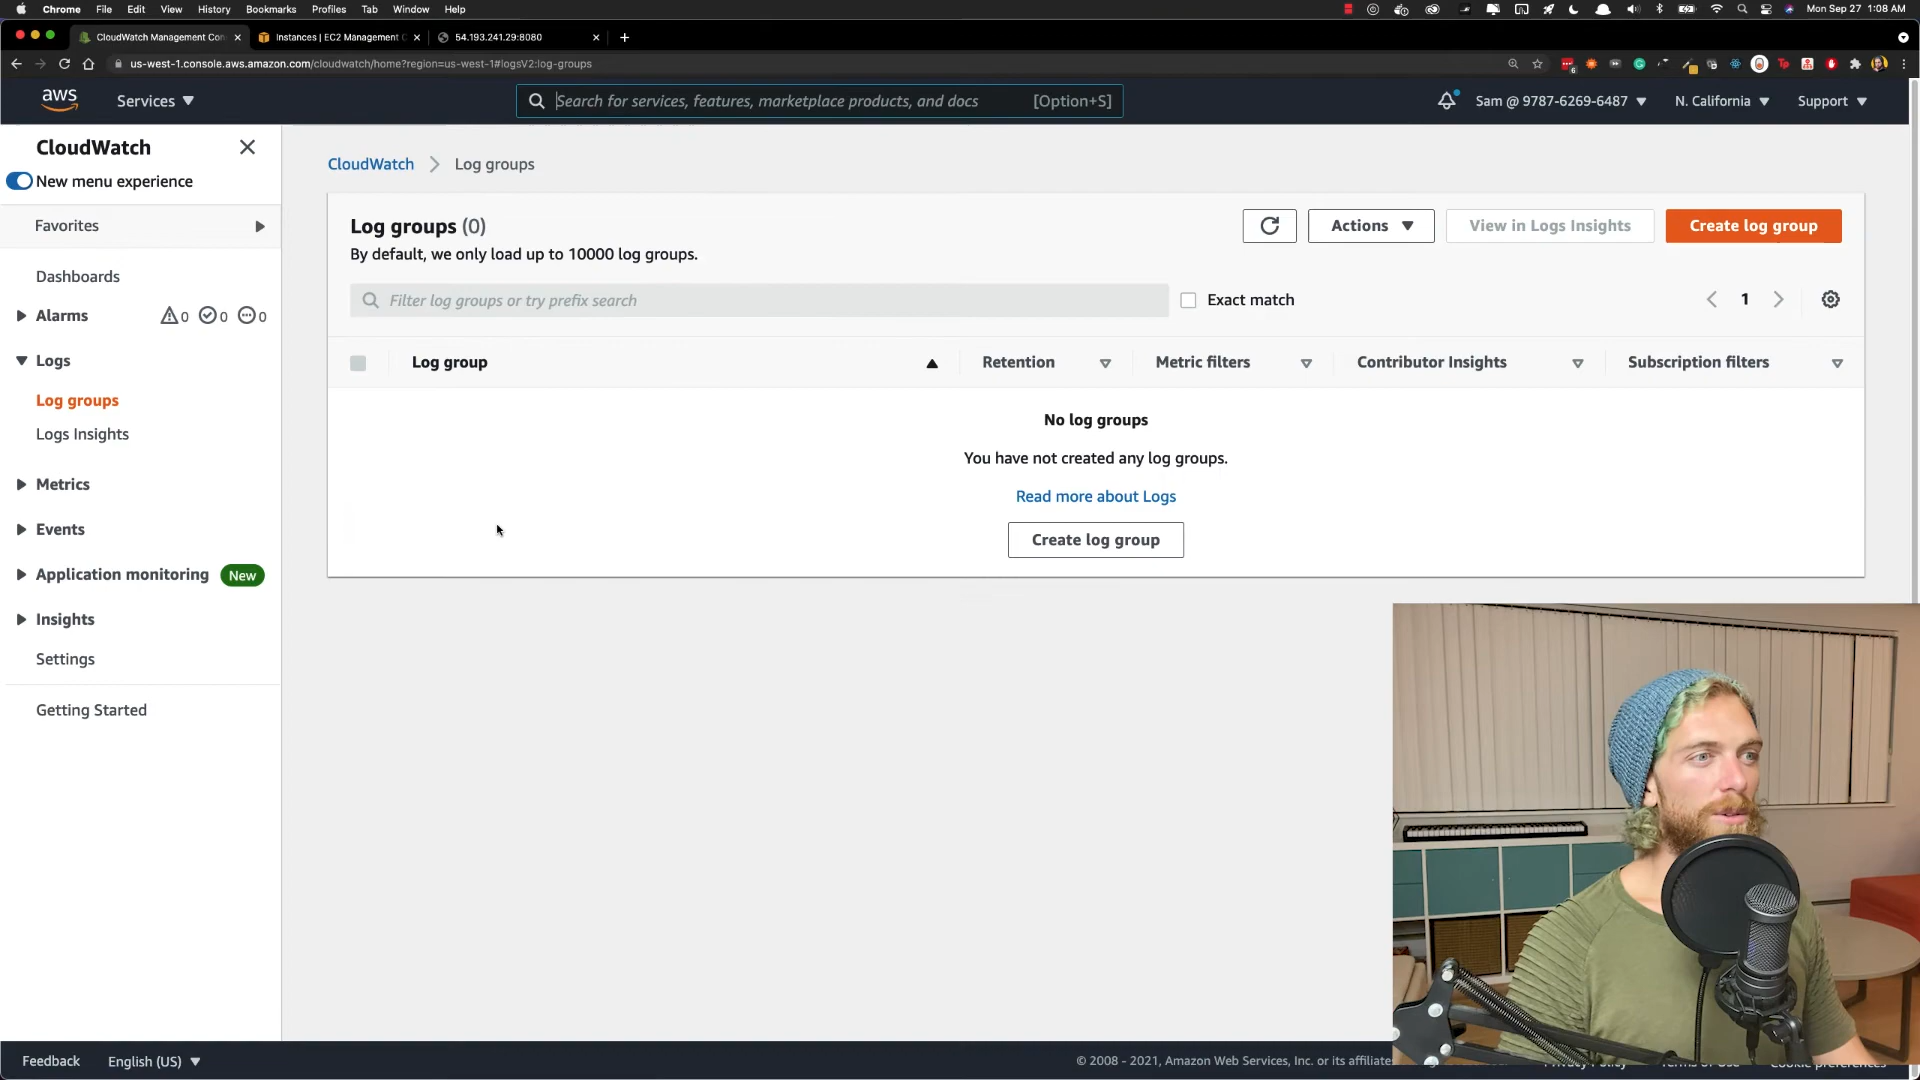 Chrome File Edit View History Bookmarks Profiles Tab Window Help
Mon Sep 27 1:08 AM
CloudWatch Management Con
Instances | EC2 Management C
54.193.241.29:8080
us-west-1.console.aws.amazon.com/cloudwatch/home?region=us-west-1#logsV2:log-groups
aws
Services
Search for services, features, marketplace products, and docs
[Option+S]
Sam @ 9787-6269-6487
N. California
Support
CloudWatch
New menu experience
Favorites
Dashboards
Alarms
0
0
0
Logs
Log groups
Logs Insights
Metrics
Events
Application monitoring
New
Insights
Settings
Getting Started
CloudWatch
Log groups
Log groups (0)
By default, we only load up to 10000 log groups.
Actions
View in Logs Insights
Create log group
Filter log groups or try prefix search
Exact match
1
Log group
Retention
Metric filters
Contributor Insights
Subscription filters
No log groups
You have not created any log groups.
Read more about Logs
Create log group
Feedback
English (US)
© 2008 - 2021, Amazon Web Services, Inc. or its affiliates